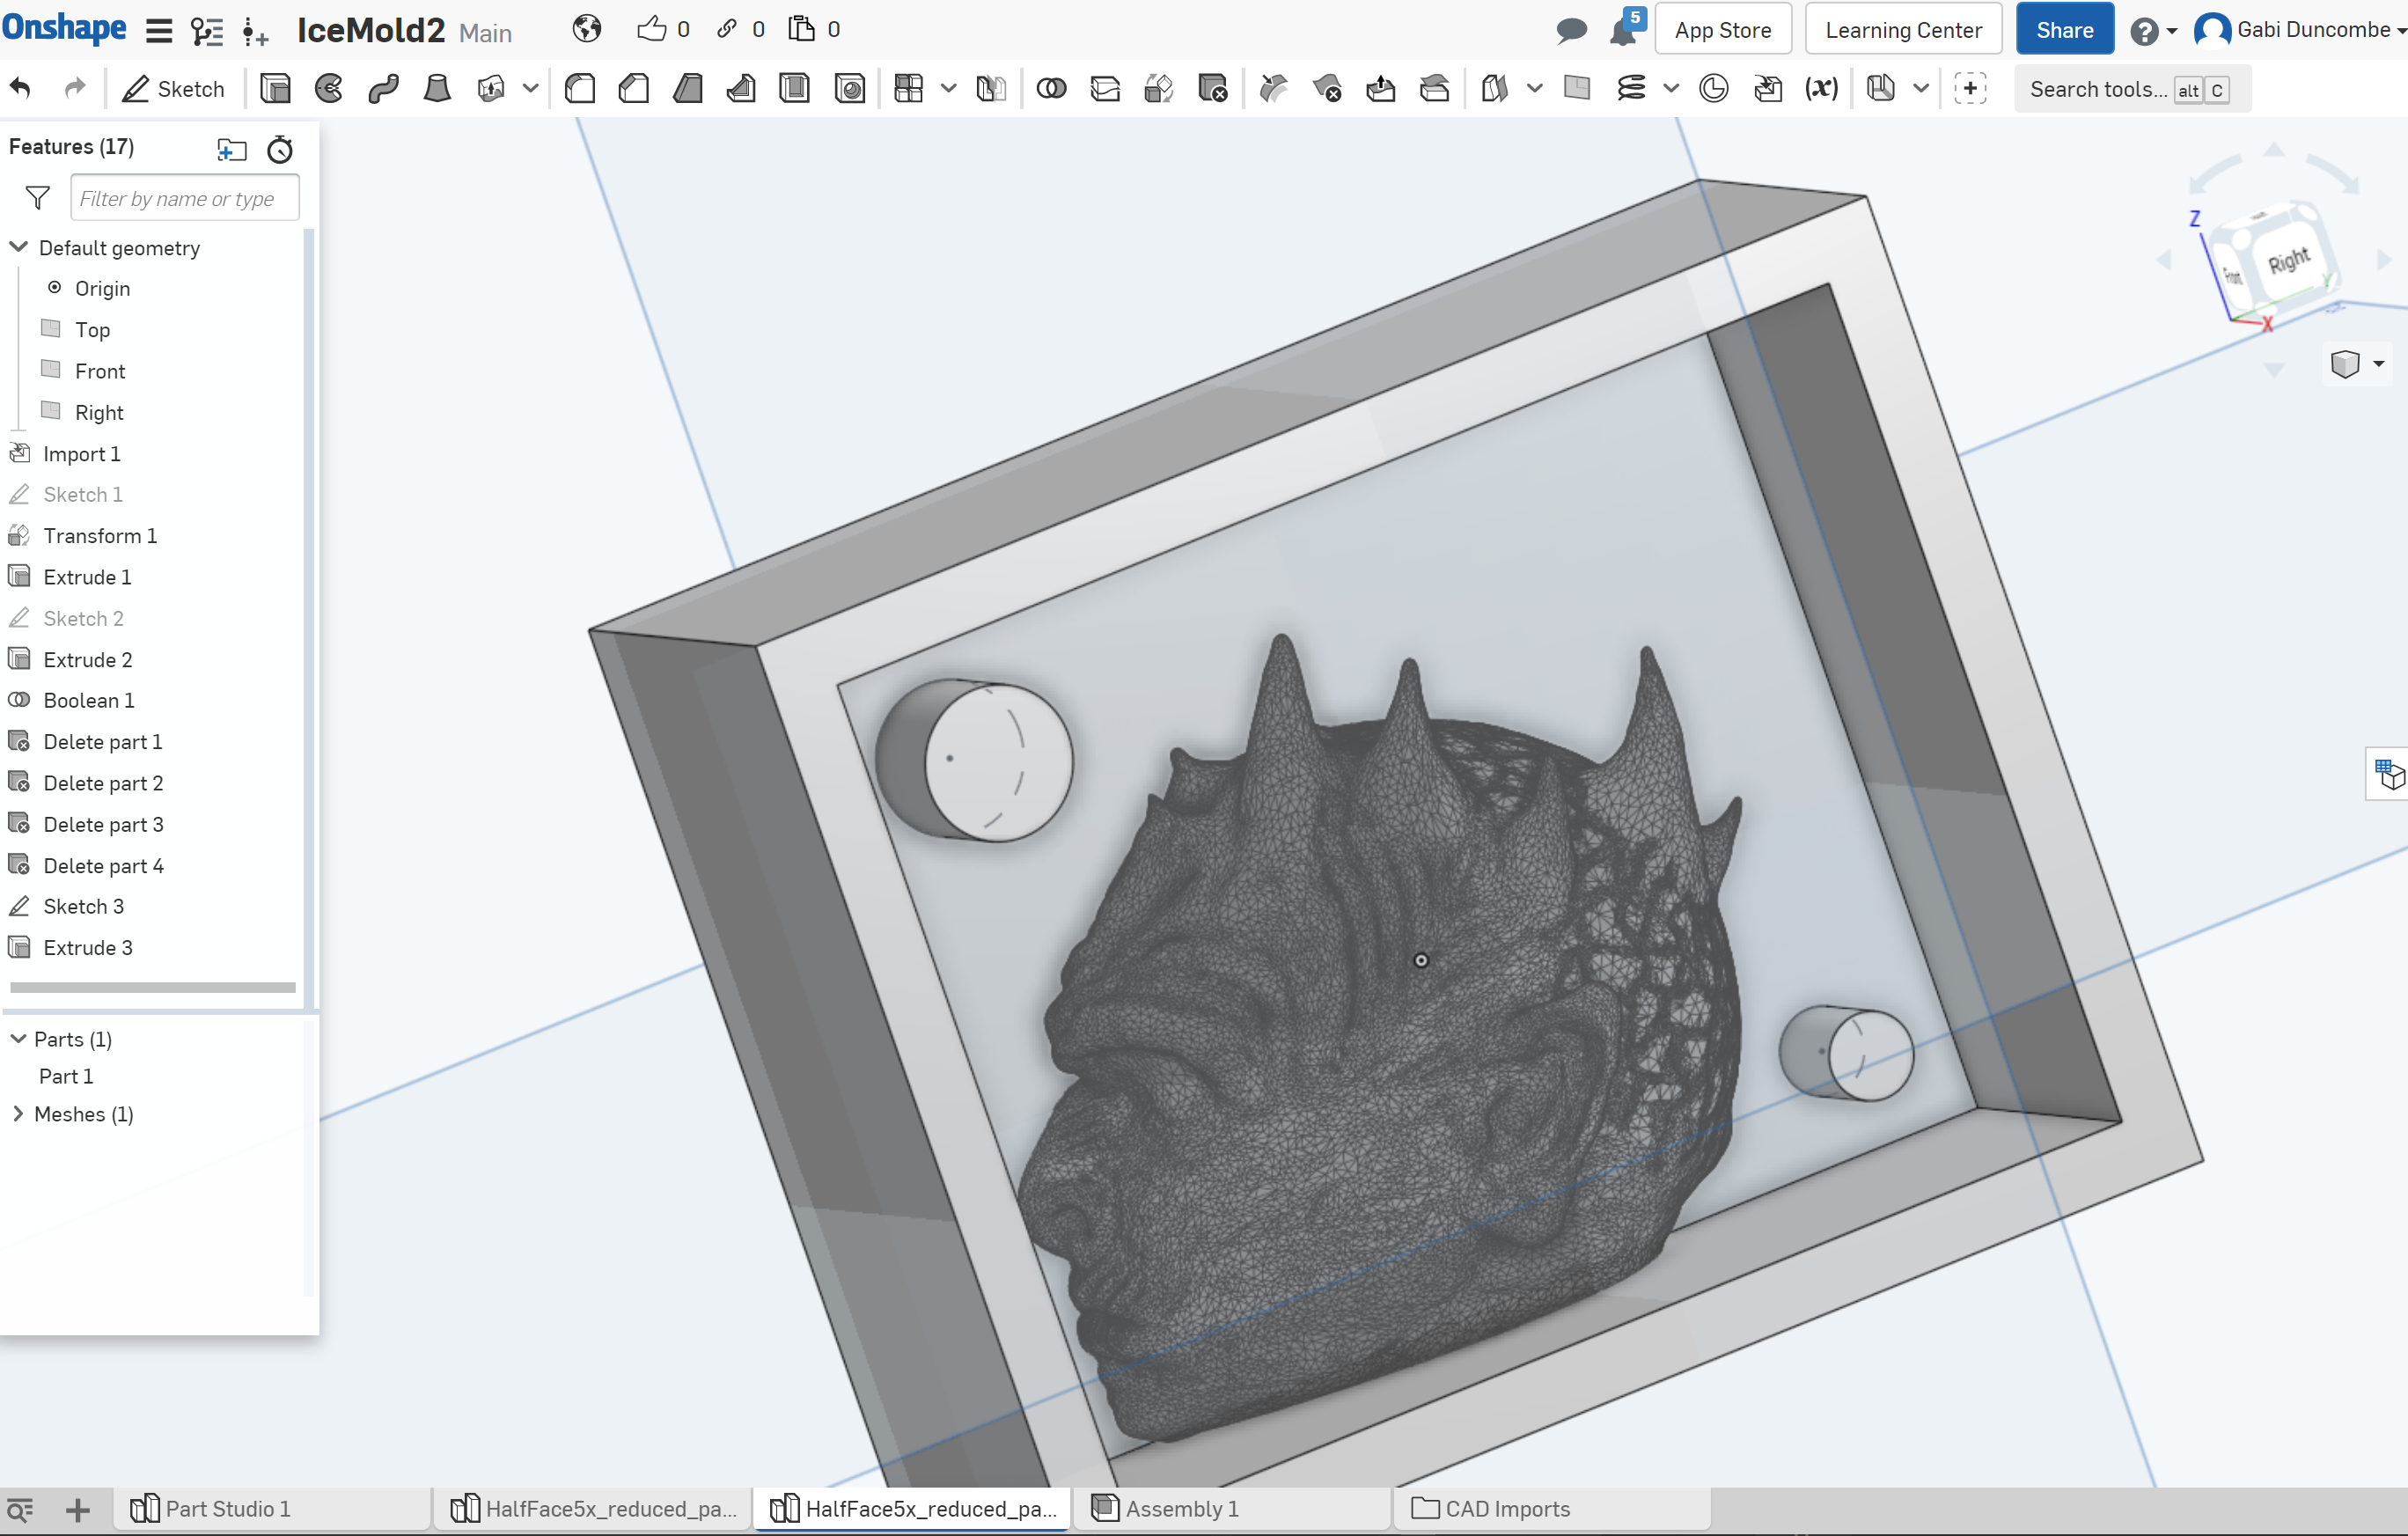 Onshape IceMold2 Main 0 0 0 5 App Store Learning Center Share Gabi Duncombe
Sketch (x) Search tools... alt C
Features (17)
Filter by name or type
Default geometry
Origin
Top
Front
Right
Import 1
Sketch 1
Transform 1
Extrude 1
Sketch 2
Extrude 2
Boolean 1
Delete part 1
Delete part 2
Delete part 3
Delete part 4
Sketch 3
Extrude 3
Parts (1)
Part 1
Meshes (1)
Z
Front Right Y
X
Part Studio 1 HalfFace5x_reduced_pa... HalfFace5x_reduced_pa... Assembly 1 CAD Imports